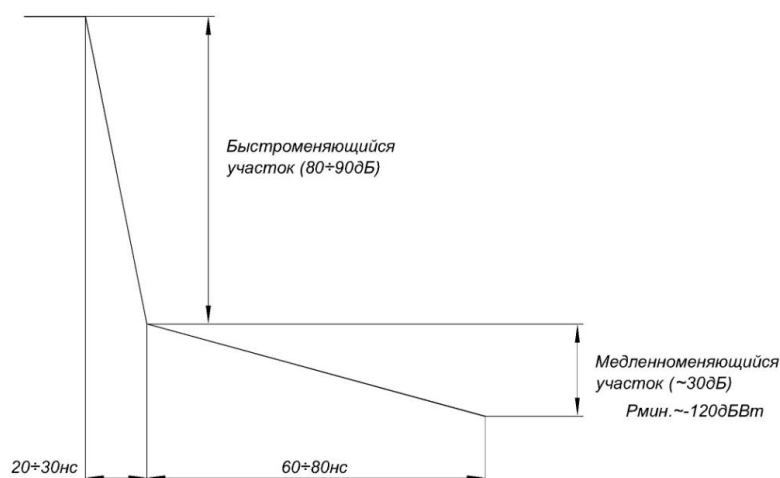 Быстроменяющийся
участок (80÷90дБ)
Медленноменяющийся
участок (~30дБ)
Рмин.~-120дБВт
20÷30нс
60÷80нс